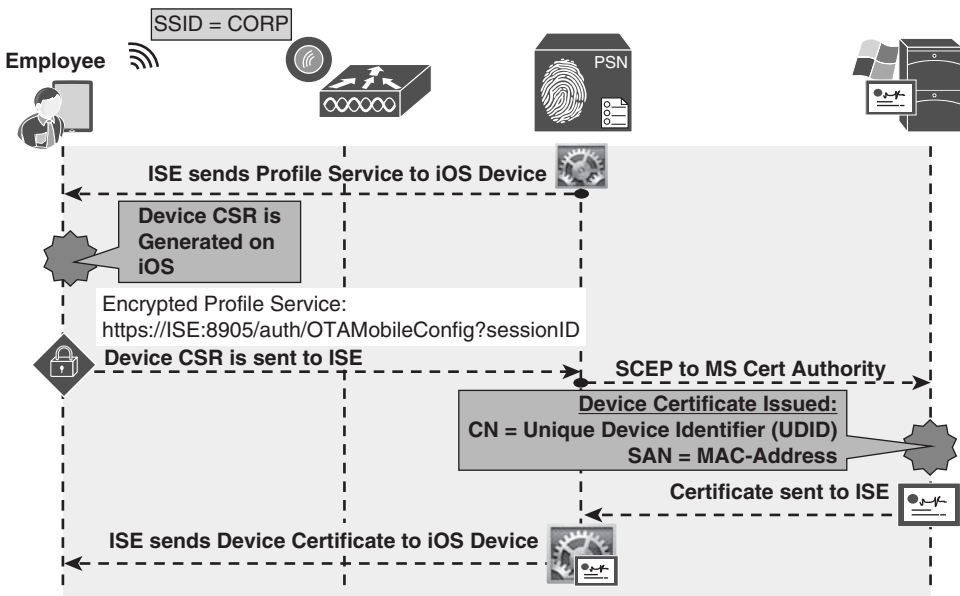 SSID = CORP
Employee
PSN
ISE sends Profile Service to iOS Device
Device CSR is
Generated on
iOS
Encrypted Profile Service:
https://ISE:8905/auth/OTAMobileConfig?sessionID
Device CSR is sent to ISE
SCEP to MS Cert Authority
Device Certificate Issued:
CN = Unique Device Identifier (UDID)
SAN = MAC-Address
Certificate sent to ISE
ISE sends Device Certificate to iOS Device